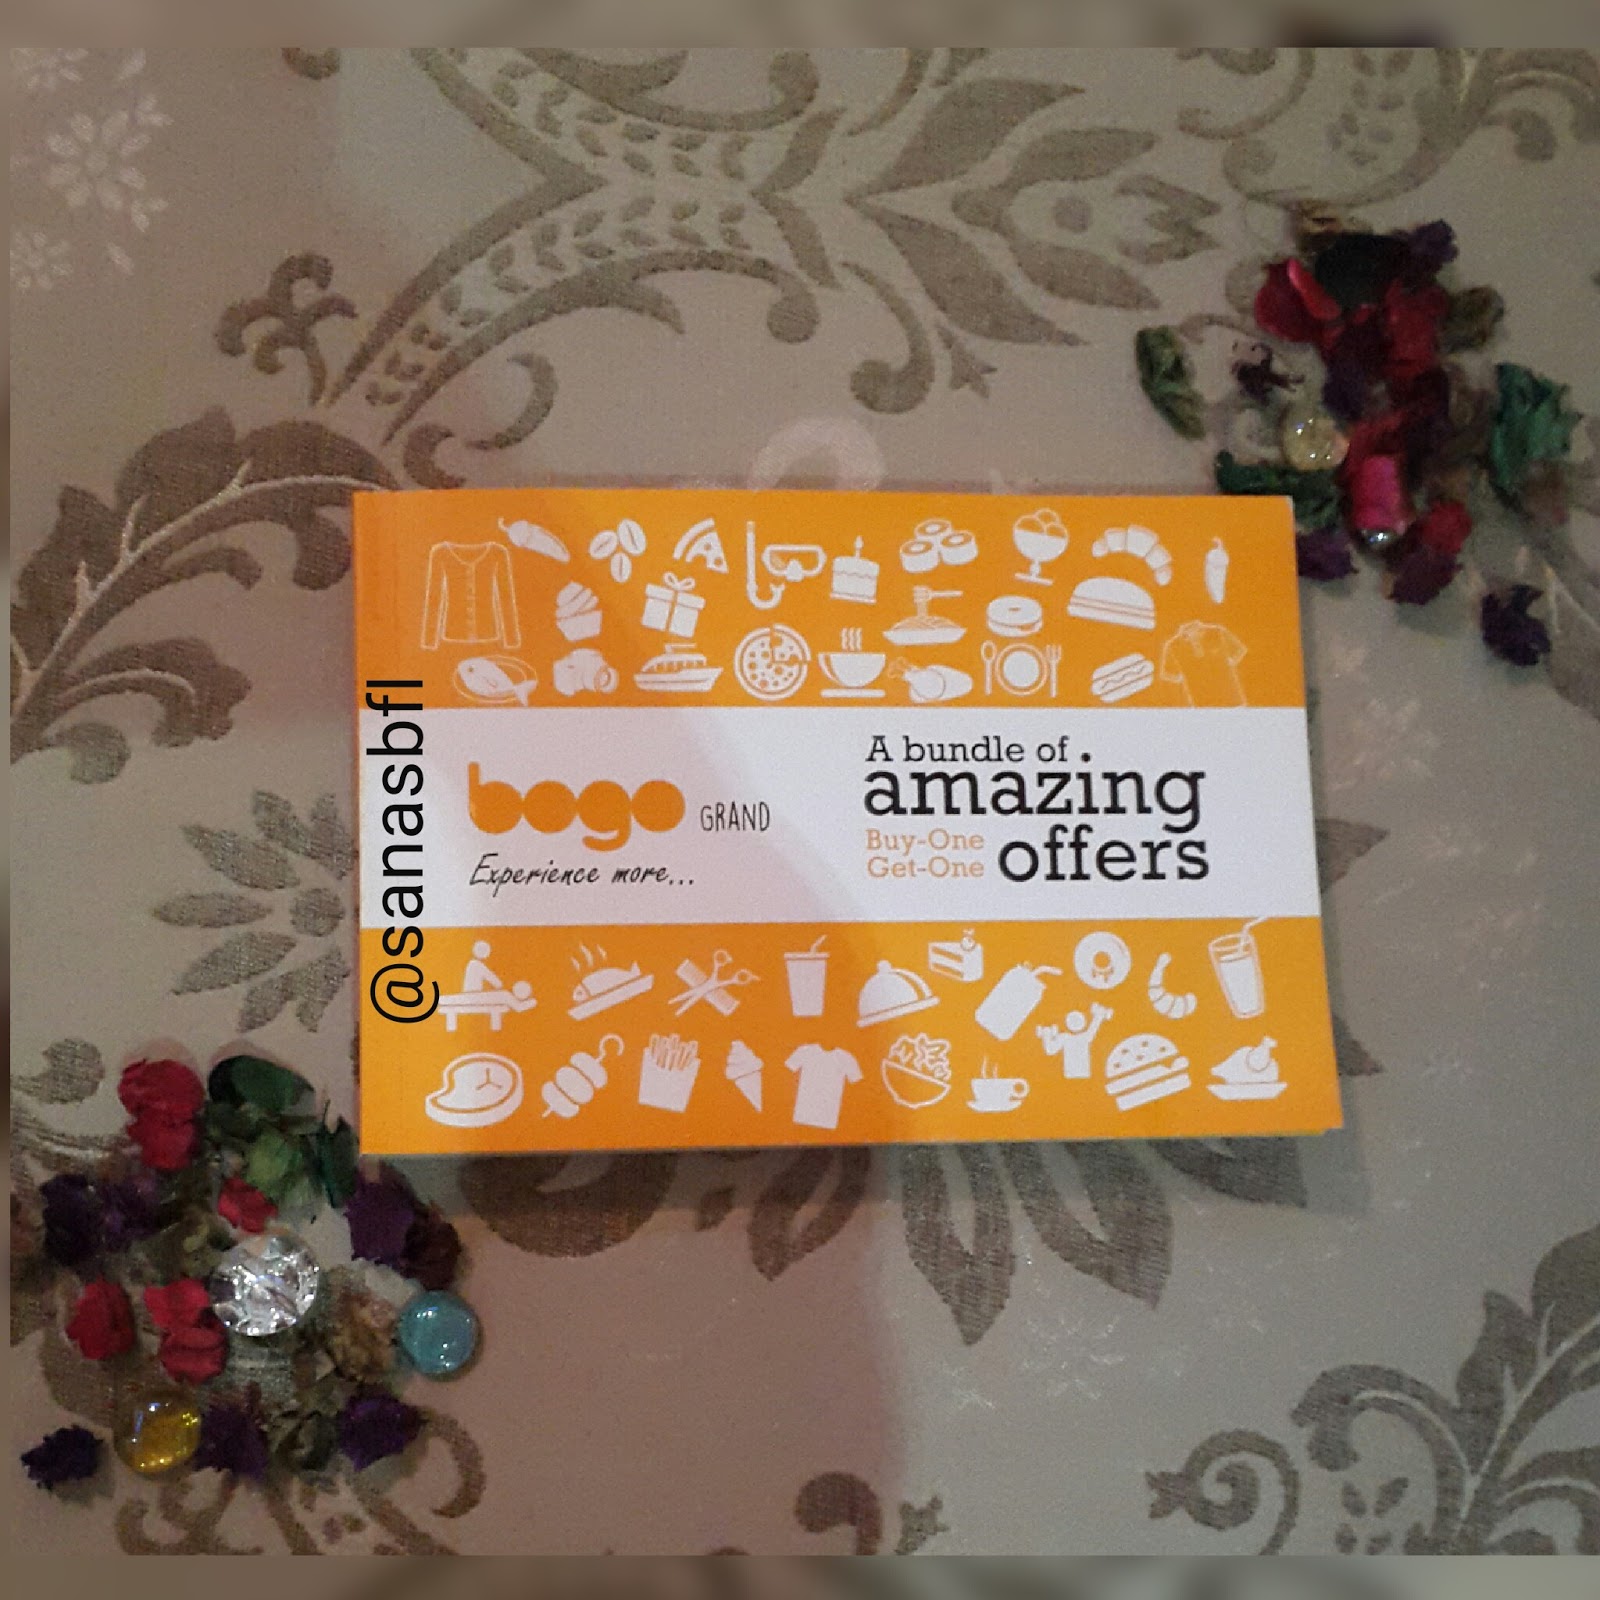 @sanasbfl
bogo GRAND
Experience more...
A bundle of
amazing
Buy-One
Get-One offers